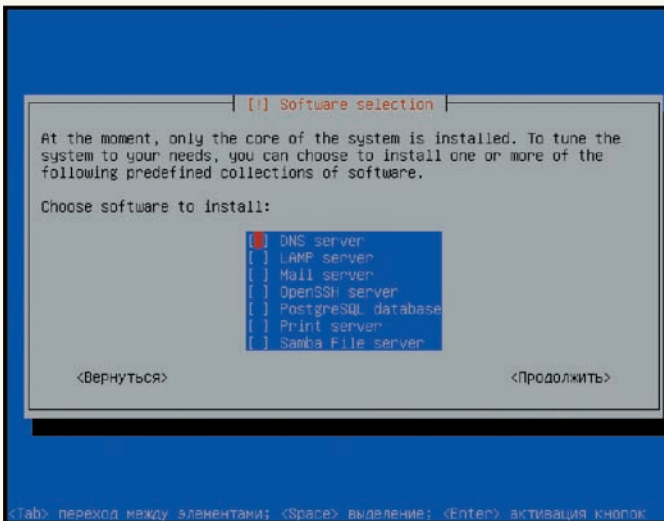 [!] Software selection
At the moment, only the core of the system is installed. To tune the
system to your needs, you can choose to install one or more of the
following predefined collections of software.
Choose software to install:
[ ] DNS server
[ ] LAMP server
[ ] Mail server
[ ] OpenSSH server
[ ] PostgreSQL database
[ ] Print server
[ ] Samba File server
<Вернуться> <Продолжить>
<Tab> переход между элементами; <Space> выделение; <Enter> активация кнопок